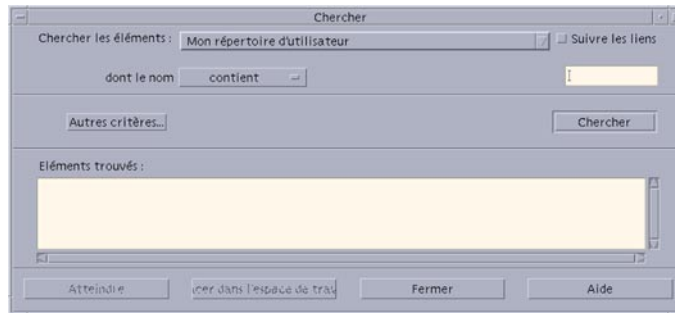 Chercher
Chercher les éléments : Mon répertoire d'utilisateur Suivre les liens
dont le nom contient
Autres critères... Chercher
Eléments trouvés :
Atteindre cer dans l'espace de trav Fermer Aide